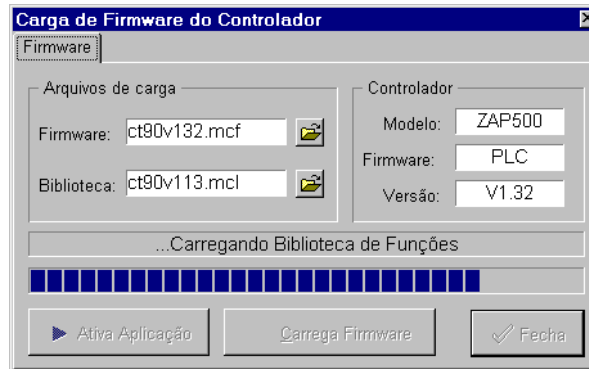 Carga de Firmware do Controlador
Firmware
Arquivos de carga
Firmware: ct90v132.mcf
Biblioteca: ct90v113.mcl
Controlador
Modelo: ZAP500
Firmware: PLC
Versão: V1.32
...Carregando Biblioteca de Funções
Ativa Aplicação
Carrega Firmware
Fecha